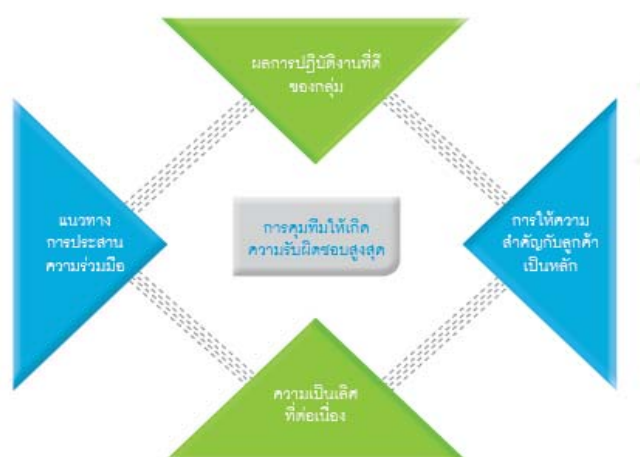 ผลการปฏิบัติงานที่ดี
ของกลุ่ม
แนวทาง
การประสาน
ความร่วมมือ
การคุมทีมให้เกิด
ความรับผิดชอบสูงสุด
การให้ความ
สำคัญกับลูกค้า
เป็นหลัก
ความเป็นเลิศ
ที่ต่อเนื่อง